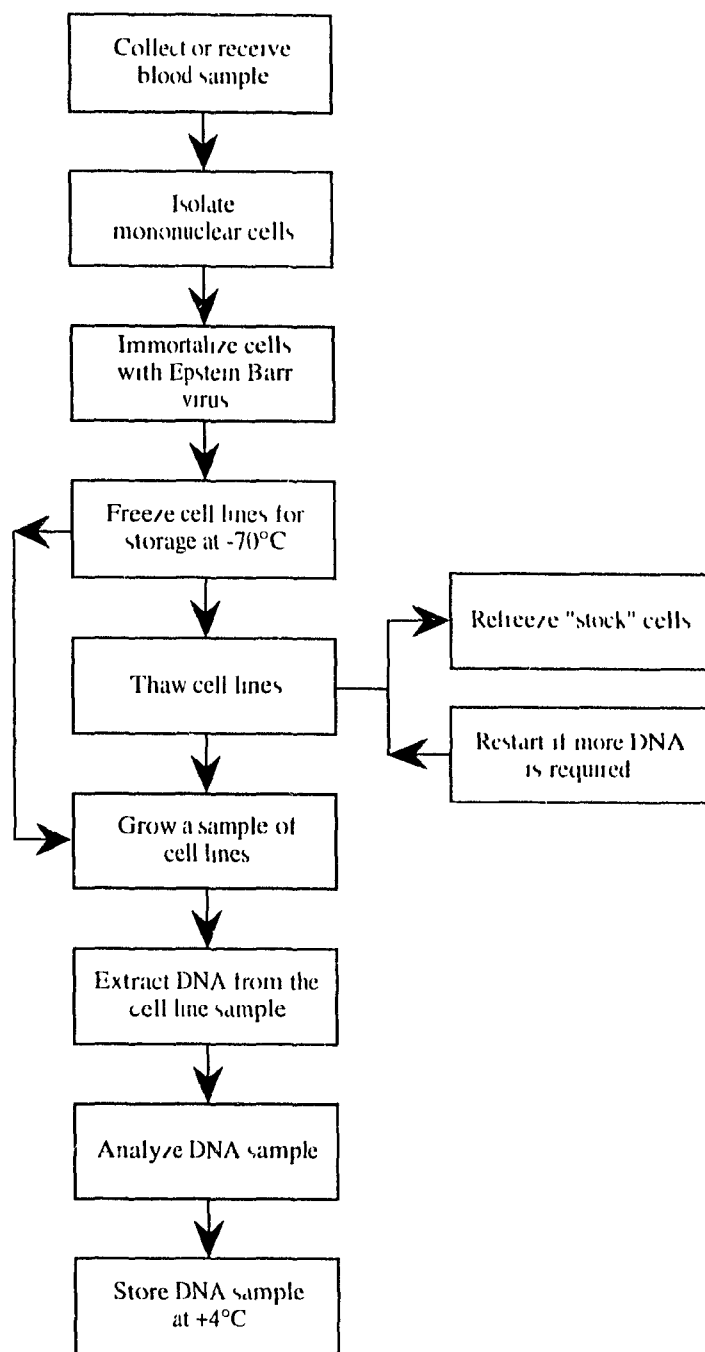 Collect or receive
blood sample
Isolate
mononuclear cells
Immortalize cells
with Epstein Barr
virus
Freeze cell lines for
storage at -70°C
Thaw cell lines
Refreeze "stock" cells
Restart if more DNA
is required
Grow a sample of
cell lines
Extract DNA from the
cell line sample
Analyze DNA sample
Store DNA sample
at +4°C